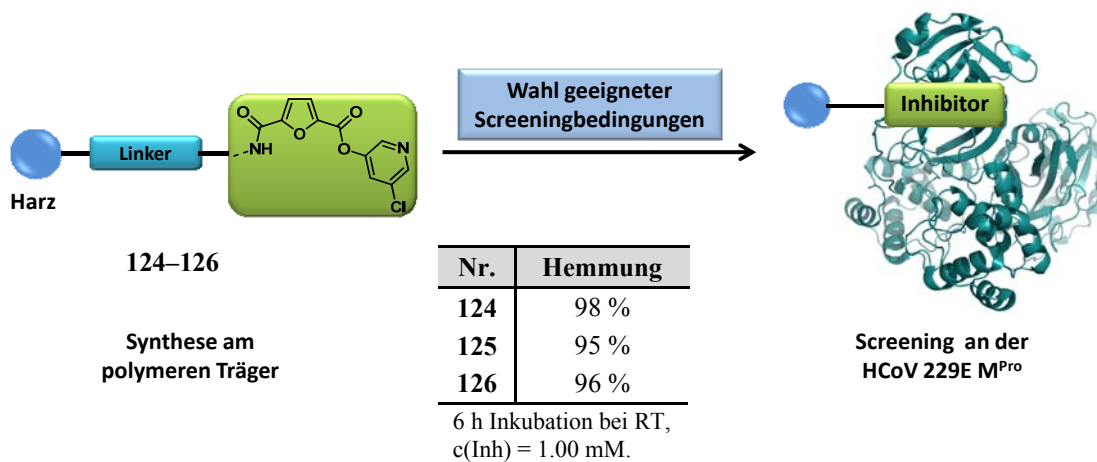 Wahl geeigneter
Screeningbedingungen
Inhibitor
Linker
Harz
O
O
O
NH
O
N
Cl
124–126
Synthese am
polymeren Träger
Nr. Hemmung
124 98 %
125 95 %
126 96 %
6 h Inkubation bei RT,
c(Inh) = 1.00 mM.
Screening an der
HCoV 229E M^Pro